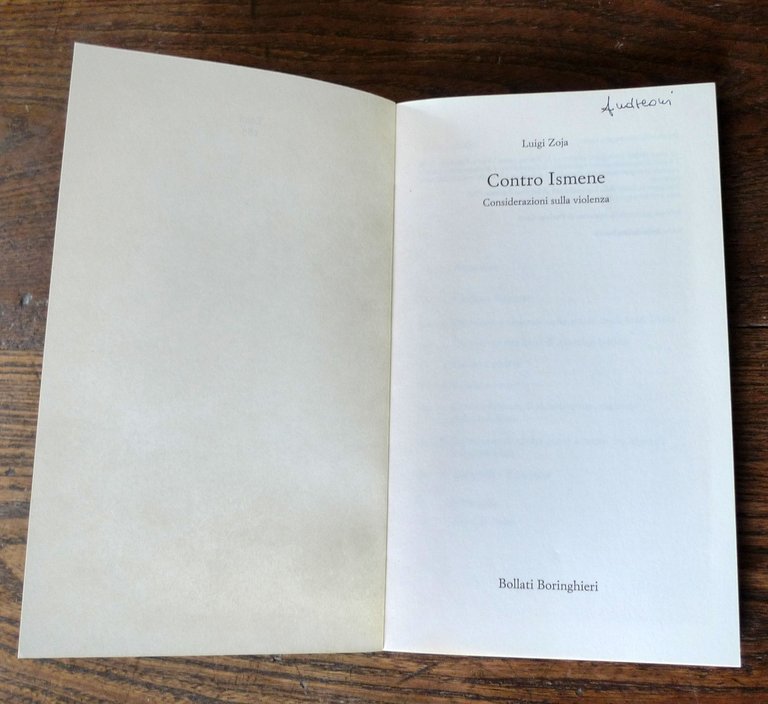 Andreoni
Luigi Zoja
Contro Ismene
Considerazioni sulla violenza
Bollati Boringhieri